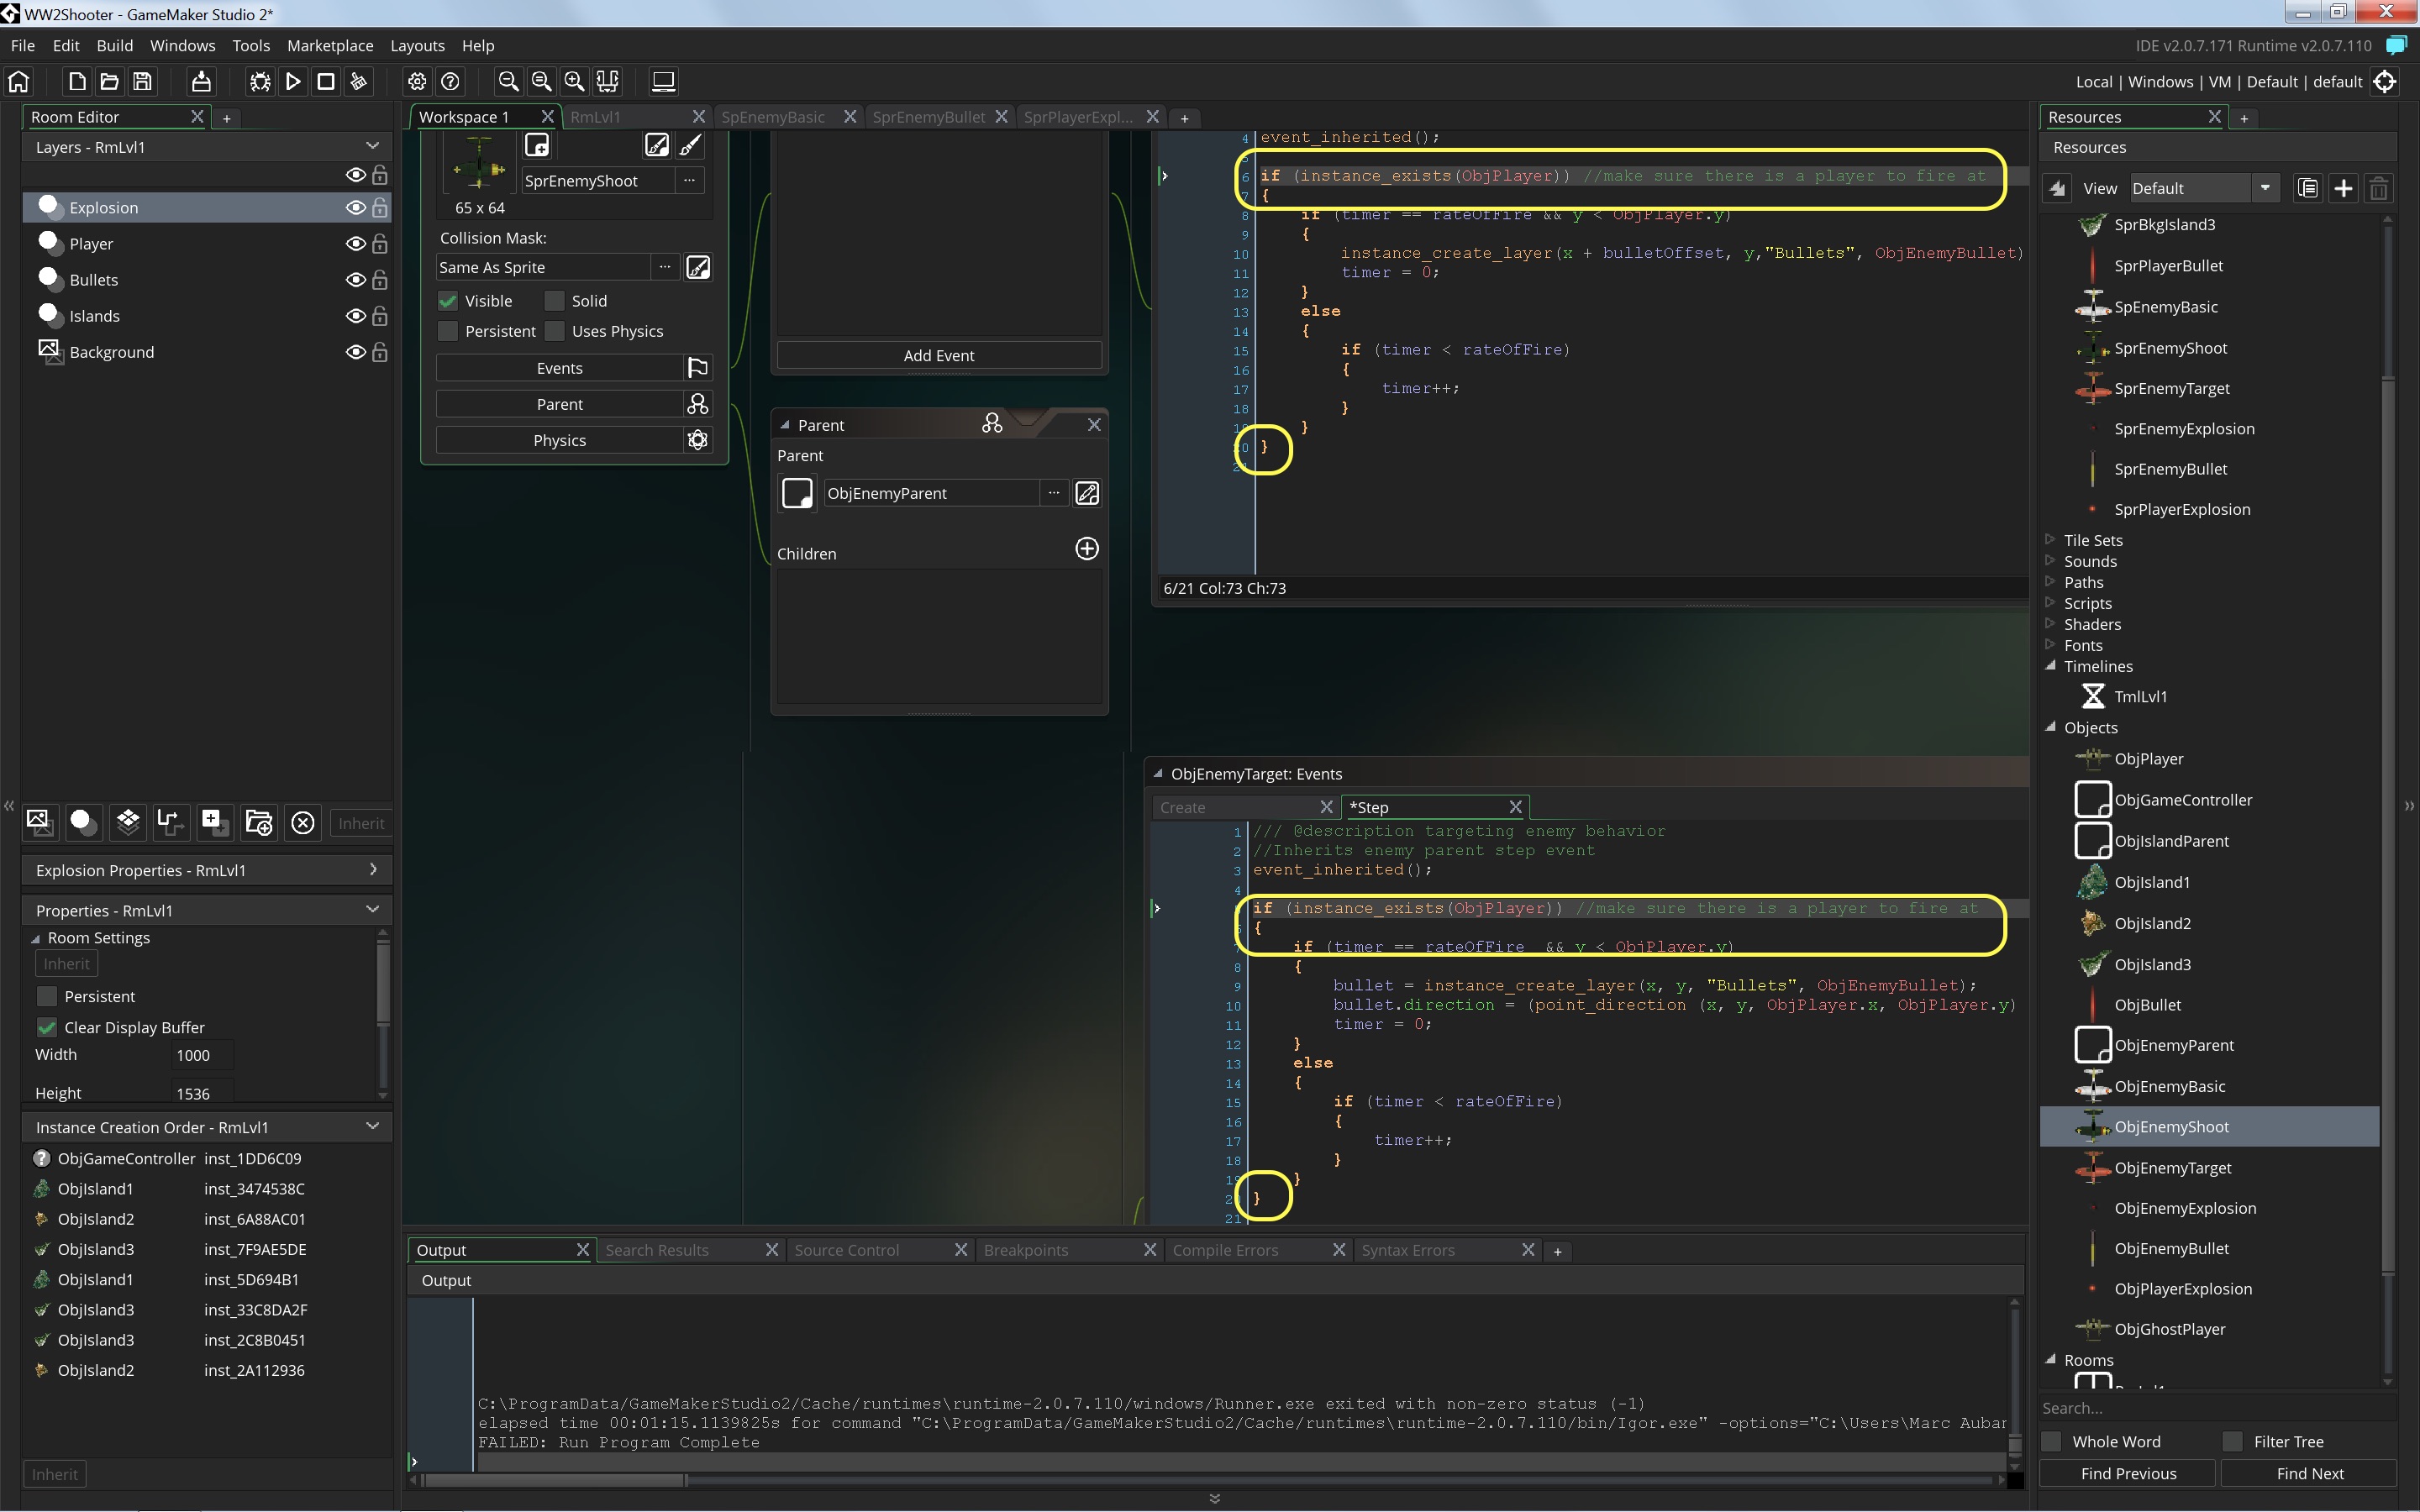 WW2Shooter - GameMaker Studio 2*
File Edit Build Windows Tools Marketplace Layouts Help
IDE v2.0.7.171 Runtime v2.0.7.110
Local | Windows | VM | Default | default
Room Editor
Layers - RmLvl1
Explosion
Player
Bullets
Islands
Background
Inherit
Explosion Properties - RmLvl1
Properties - RmLvl1
Room Settings
Inherit
Persistent
Clear Display Buffer
Width 1000
Height 1536
Instance Creation Order - RmLvl1
ObjGameController inst_1DD6C09
ObjIsland1 inst_3474538C
ObjIsland2 inst_6A88AC01
ObjIsland3 inst_7F9AE5DE
ObjIsland1 inst_5D694B1
ObjIsland3 inst_33C8DA2F
ObjIsland3 inst_2C8B0451
ObjIsland2 inst_2A112936
Inherit
Workspace 1 RmLvl1 SpEnemyBasic SprEnemyBullet SprPlayerExpl...
SprEnemyShoot
65 x 64
Collision Mask:
Same As Sprite
Visible Solid
Persistent Uses Physics
Events
Parent
Physics
Add Event
Parent
Parent
ObjEnemyParent
Children
4 event_inherited();
5
6 if (instance_exists(ObjPlayer)) //make sure there is a player to fire at
7 {
8 if (timer == rateOfFire && y < ObjPlayer.y)
9 {
10 instance_create_layer(x + bulletOffset, y,"Bullets", ObjEnemyBullet)
11 timer = 0;
12 }
13 else
14 {
15 if (timer < rateOfFire)
16 {
17 timer++;
18 }
19 }
20 }
21
6/21 Col:73 Ch:73
ObjEnemyTarget: Events
Create *Step
1 /// @description targeting enemy behavior
2 //Inherits enemy parent step event
3 event_inherited();
4
if (instance_exists(ObjPlayer)) //make sure there is a player to fire at
6 {
7 if (timer == rateOfFire && y < ObjPlayer.y)
8 {
9 bullet = instance_create_layer(x, y, "Bullets", ObjEnemyBullet);
10 bullet.direction = (point_direction (x, y, ObjPlayer.x, ObjPlayer.y)
11 timer = 0;
12 }
13 else
14 {
15 if (timer < rateOfFire)
16 {
17 timer++;
18 }
19 }
20 }
21
Output Search Results Source Control Breakpoints Compile Errors Syntax Errors
Output
C:\ProgramData/GameMakerStudio2/Cache/runtimes\runtime-2.0.7.110/windows/Runner.exe exited with non-zero status (-1)
elapsed time 00:01:15.1139825s for command "C:\ProgramData/GameMakerStudio2/Cache/runtimes\runtime-2.0.7.110/bin/Igor.exe" -options="C:\Users\Marc Aubar
FAILED: Run Program Complete
Resources
Resources
View Default
SprBkgIsland3
SprPlayerBullet
SpEnemyBasic
SprEnemyShoot
SprEnemyTarget
SprEnemyExplosion
SprEnemyBullet
SprPlayerExplosion
Tile Sets
Sounds
Paths
Scripts
Shaders
Fonts
Timelines
TmlLvl1
Objects
ObjPlayer
ObjGameController
ObjIslandParent
ObjIsland1
ObjIsland2
ObjIsland3
ObjBullet
ObjEnemyParent
ObjEnemyBasic
ObjEnemyShoot
ObjEnemyTarget
ObjEnemyExplosion
ObjEnemyBullet
ObjPlayerExplosion
ObjGhostPlayer
Rooms
Search...
Whole Word Filter Tree
Find Previous Find Next